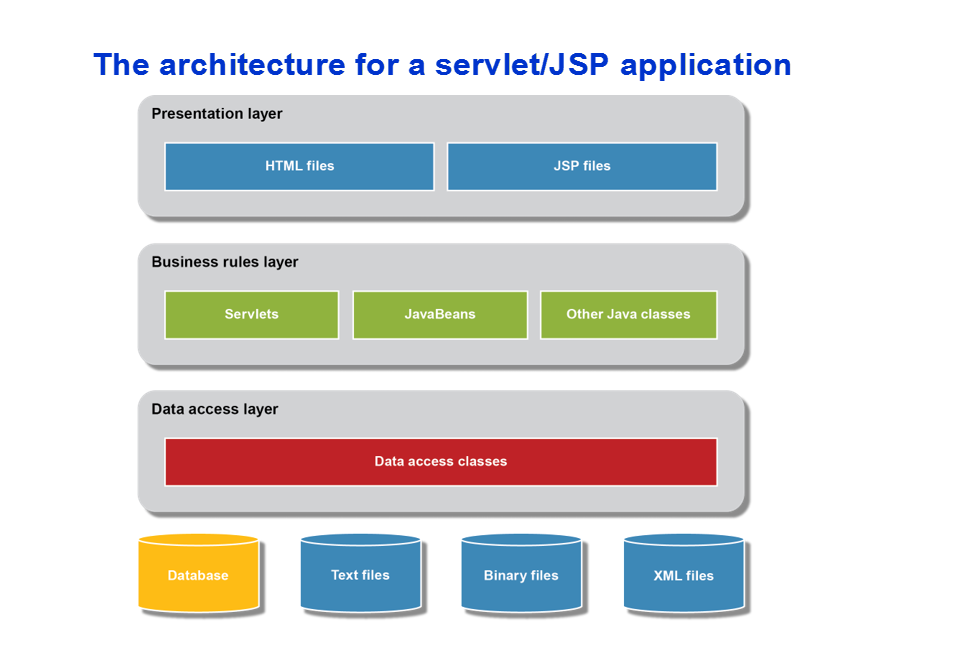 The architecture for a servlet/JSP application
Presentation layer
HTML files
JSP files
Business rules layer
Servlets
JavaBeans
Other Java classes
Data access layer
Data access classes
Database
Text files
Binary files
XML files